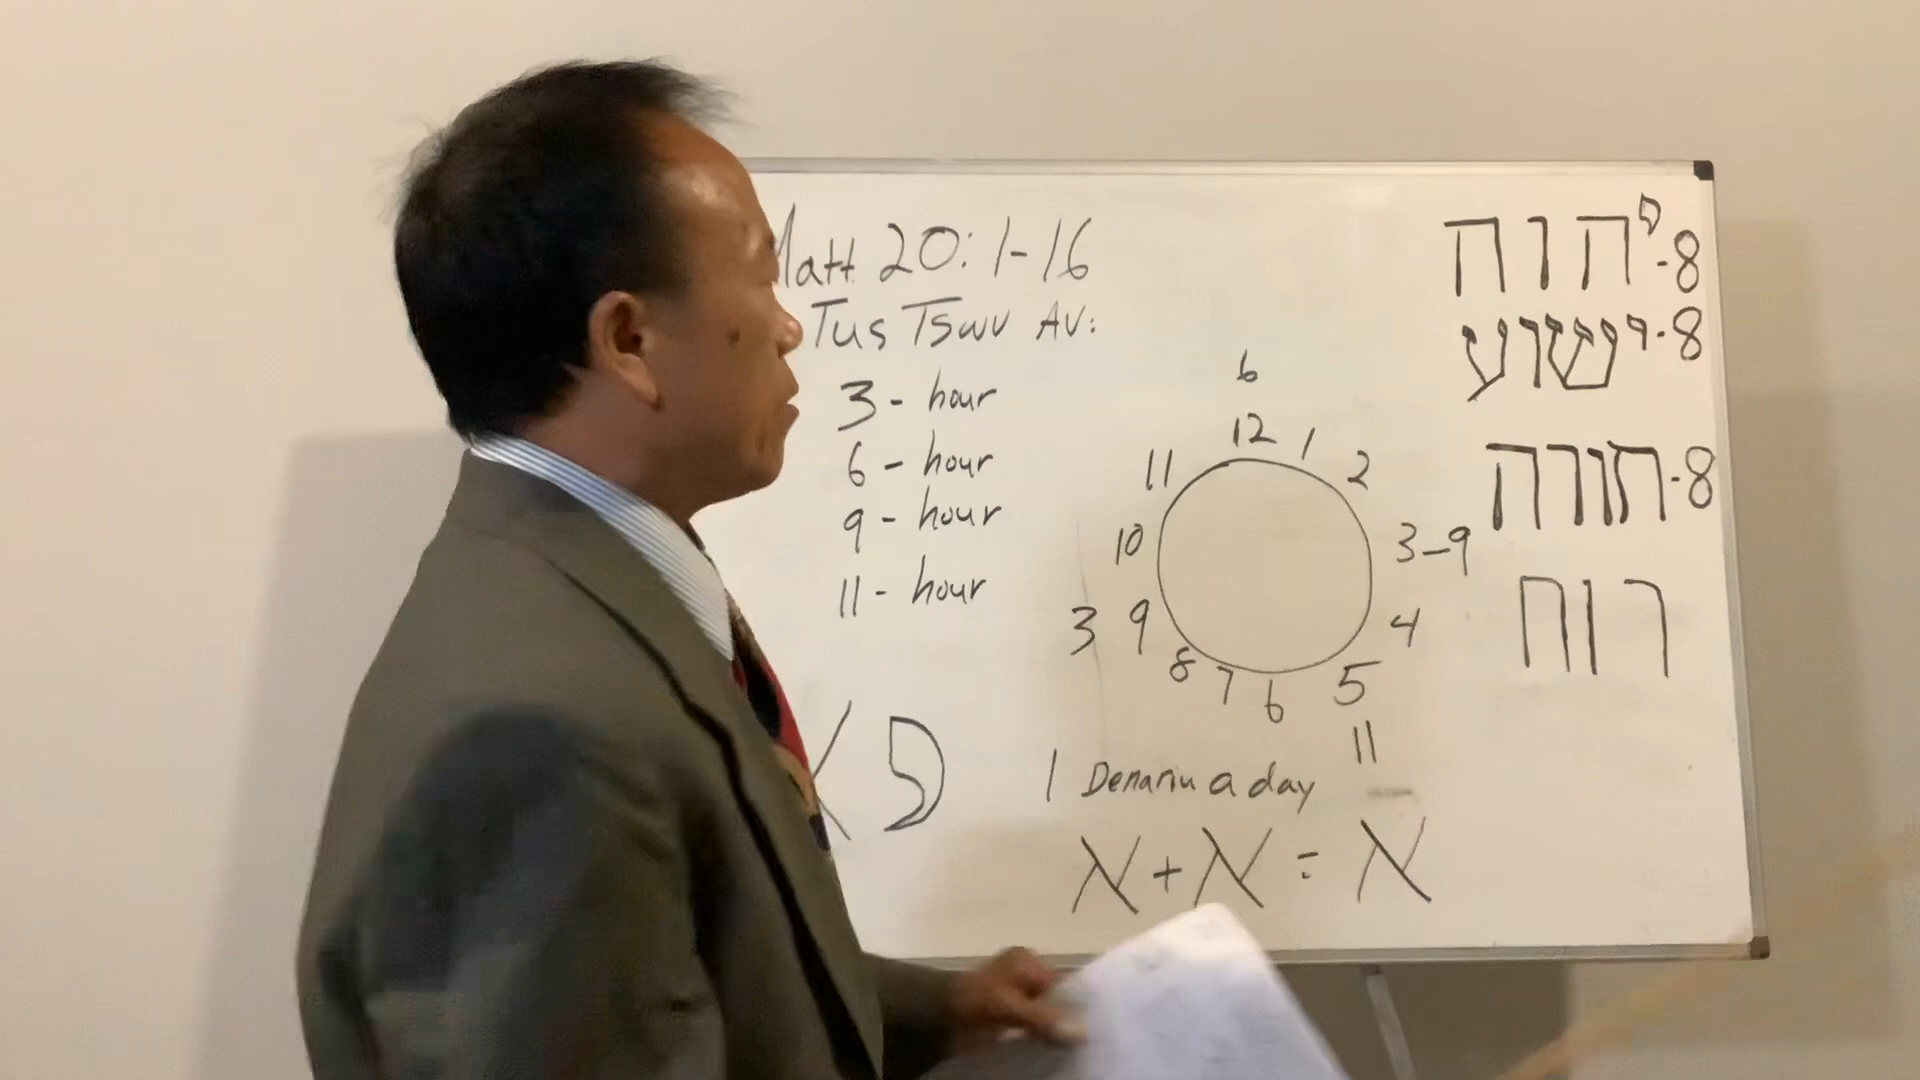 Matt 20:1-16
Tus Tswv AV:
3 - hour
6 - hour
9 - hour
11 - hour
פ
6
12
1
2
3-9
4
5
11
6
7
8
9
3
10
11
1 Denariu a day
א + א = א
יהוה-8
ישוע-8
תורה-8
רוח